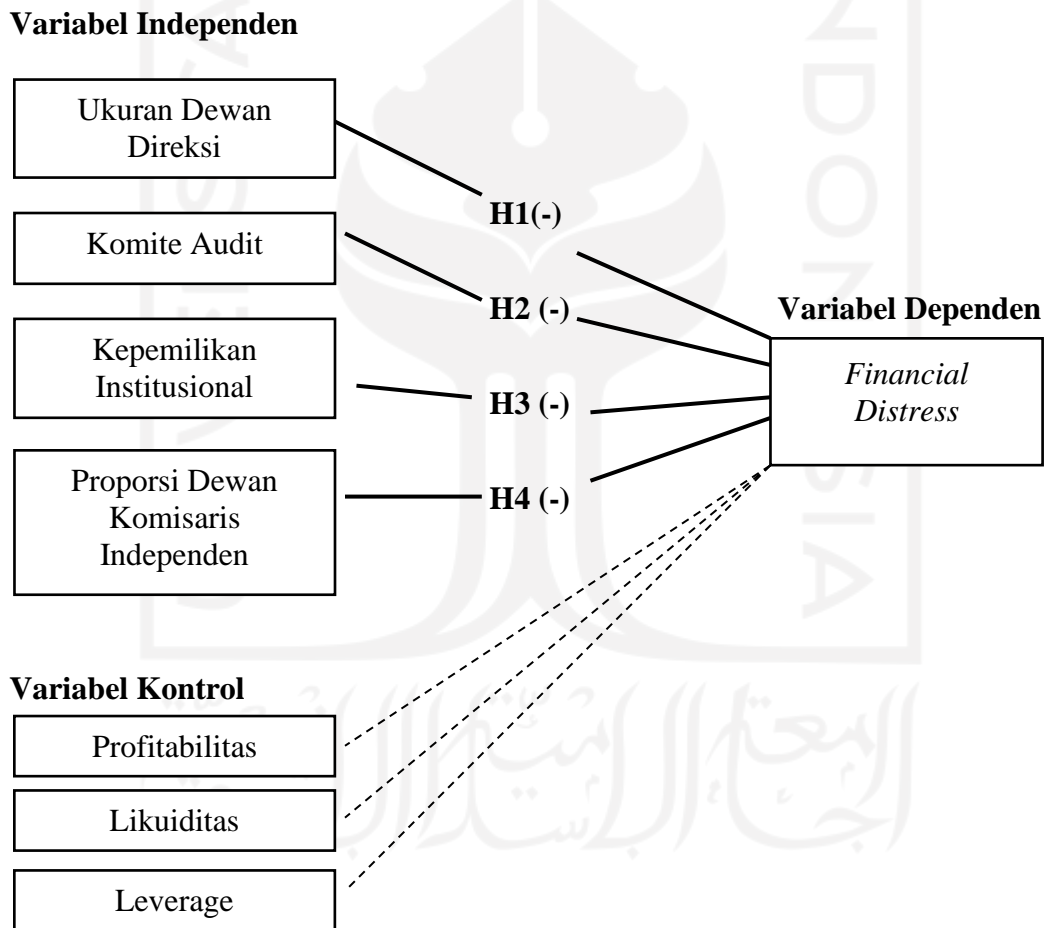 Variabel Independen
Ukuran Dewan
Direksi
H1(-)
Komite Audit
H2 (-)
Variabel Dependen
Kepemilikan
Institusional
H3 (-)
Financial
Distress
Proporsi Dewan
Komisaris
Independen
H4 (-)
Variabel Kontrol
Profitabilitas
Likuiditas
Leverage